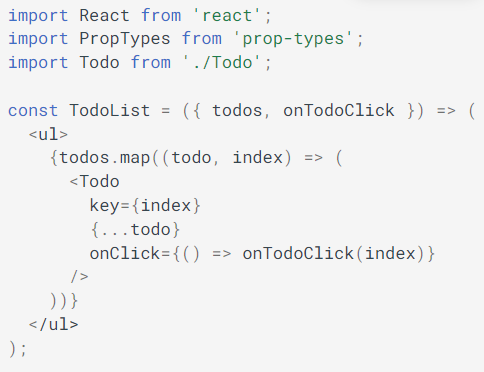 import React from 'react';
import PropTypes from 'prop-types';
import Todo from './Todo';

const TodoList = ({ todos, onTodoClick }) => (
  <ul>
    {todos.map((todo, index) => (
      <Todo
        key={index}
        {...todo}
        onClick={() => onTodoClick(index)}
      />
    ))}
  </ul>
);